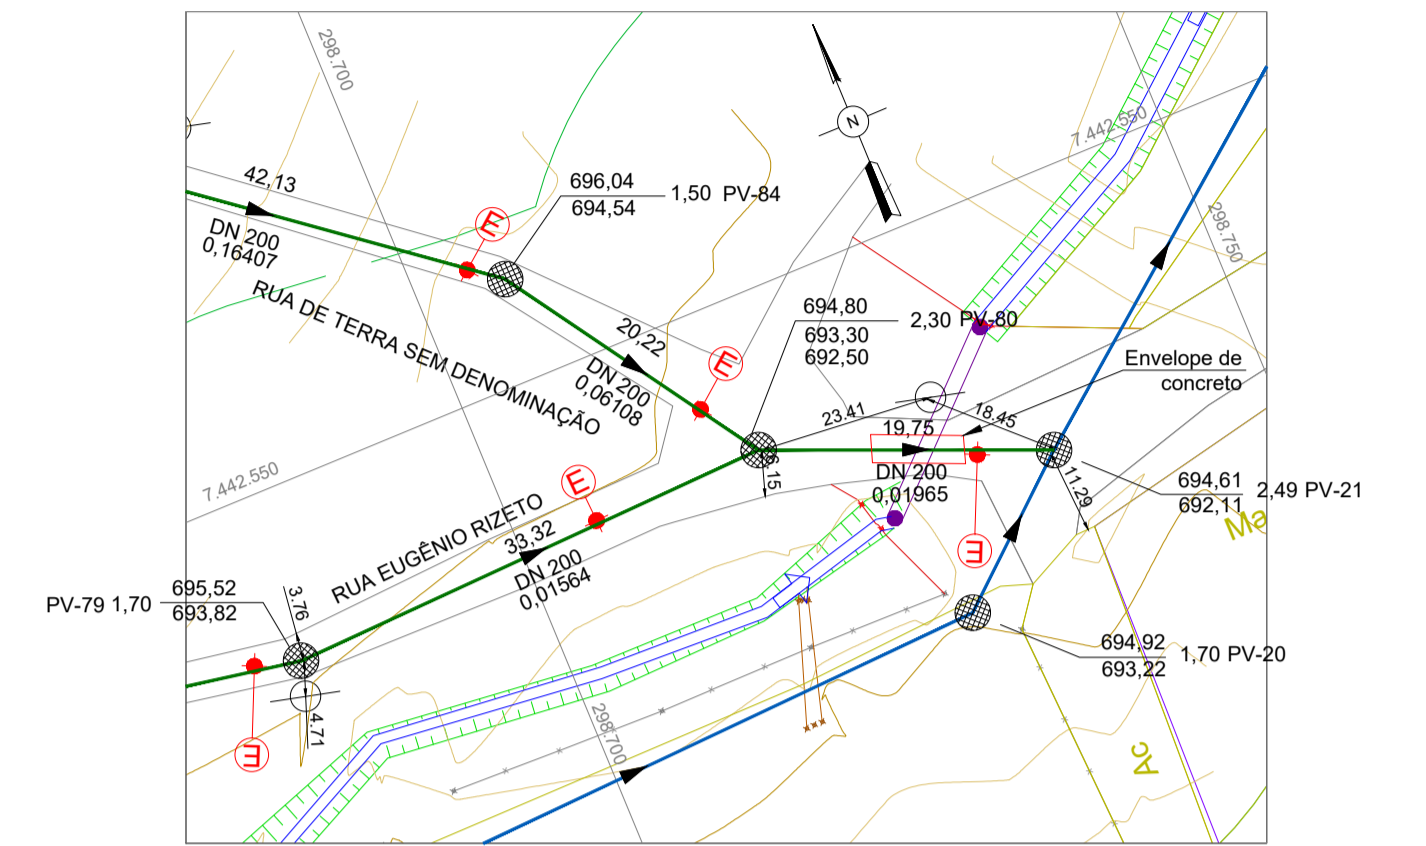 298.700
7.442.550
42,13
696,04
694,54
1,50 PV-84
E
DN 200
0,16407
298.750
N
RUA DE TERRA SEM DENOMINAÇÃO
20,22
694,80
693,30
692,50
2,30 PV-80
E
DN 200
0,06108
Envelope de
concreto
23.41
18.45
19,75
7.442.550
15
DN 200
0,01965
11.29
694,61
692,11
2,49 PV-21
Ma
E
RUA EUGÊNIO RIZETO
33,32
DN 200
0,01564
E
695,52
693,82
PV-79 1,70
3.76
694,92
693,22
1,70 PV-20
4.71
298.700
E
Ac